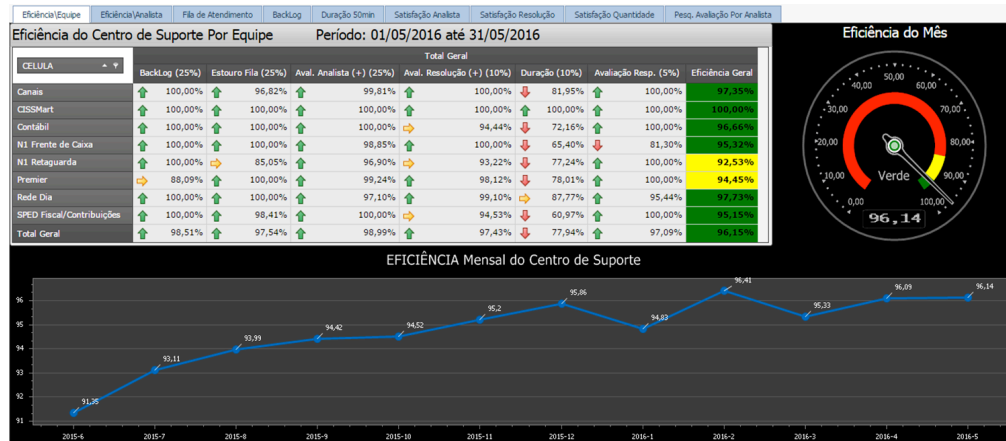 Eficiência\Equipe Eficiência\Analista Fila de Atendimento BackLog Duração 50min Satisfação Analista Satisfação Resolução Satisfação Quantidade Pesq. Avaliação Por Analista
Eficiência do Centro de Suporte Por Equipe Período: 01/05/2016 até 31/05/2016
Total Geral
CELULA
BackLog (25%) Estouro Fila (25%) Aval. Analista (+) (25%) Aval. Resolução (+) (10%) Duração (10%) Avaliação Resp. (5%) Eficiência Geral
Canais 100,00% 96,82% 99,81% 100,00% 81,95% 100,00% 97,35%
CISSMart 100,00% 100,00% 100,00% 100,00% 100,00% 100,00% 100,00%
Contábil 100,00% 100,00% 100,00% 94,44% 72,16% 100,00% 96,66%
N1 Frente de Caixa 100,00% 100,00% 98,85% 100,00% 65,40% 81,30% 95,32%
N1 Retaguarda 100,00% 85,05% 96,90% 93,22% 77,24% 100,00% 92,53%
Premier 88,09% 100,00% 99,24% 98,12% 78,01% 100,00% 94,45%
Rede Dia 100,00% 100,00% 97,10% 99,10% 87,77% 95,44% 97,73%
SPED Fiscal/Contribuições 100,00% 98,41% 100,00% 94,53% 60,97% 100,00% 95,15%
Total Geral 98,51% 97,54% 98,99% 97,43% 77,94% 97,09% 96,15%
Eficiência do Mês
50,00
40,00 60,00
30,00 70,00
20,00 80,00
10,00 Verde 90,00
0,00 100,00
96,14
EFICIÊNCIA Mensal do Centro de Suporte
96
95
94
93
92
91
91,35 93,11 93,99 94,42 94,52 95,2 95,86 94,83 96,41 95,33 96,09 96,14
2015-6 2015-7 2015-8 2015-9 2015-10 2015-11 2015-12 2016-1 2016-2 2016-3 2016-4 2016-5